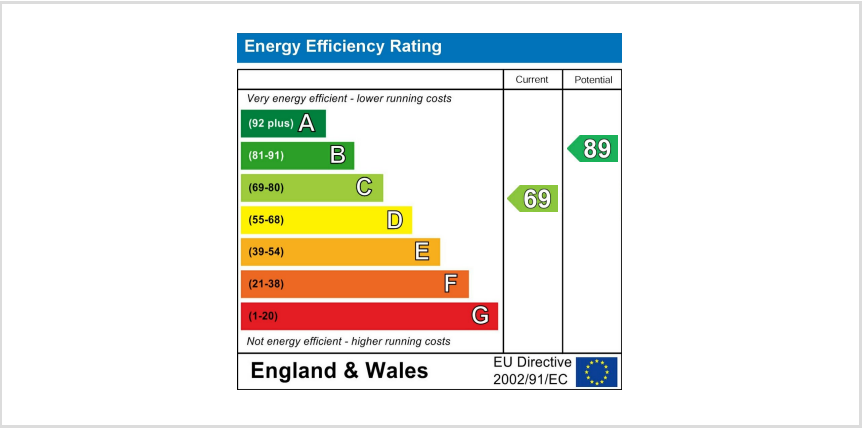 Energy Efficiency Rating
Current Potential
Very energy efficient - lower running costs
(92 plus) A
(81-91) B
89
(69-80) C
69
(55-68) D
(39-54) E
(21-38) F
(1-20) G
Not energy efficient - higher running costs
England & Wales
EU Directive
2002/91/EC